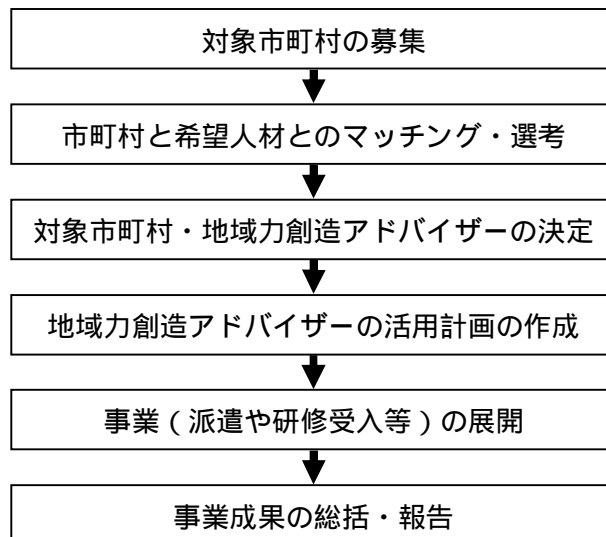 対象市町村の募集
市町村と希望人材とのマッチング・選考
対象市町村・地域力創造アドバイザーの決定
地域力創造アドバイザーの活用計画の作成
事業（派遣や研修受入等）の展開
事業成果の総括・報告